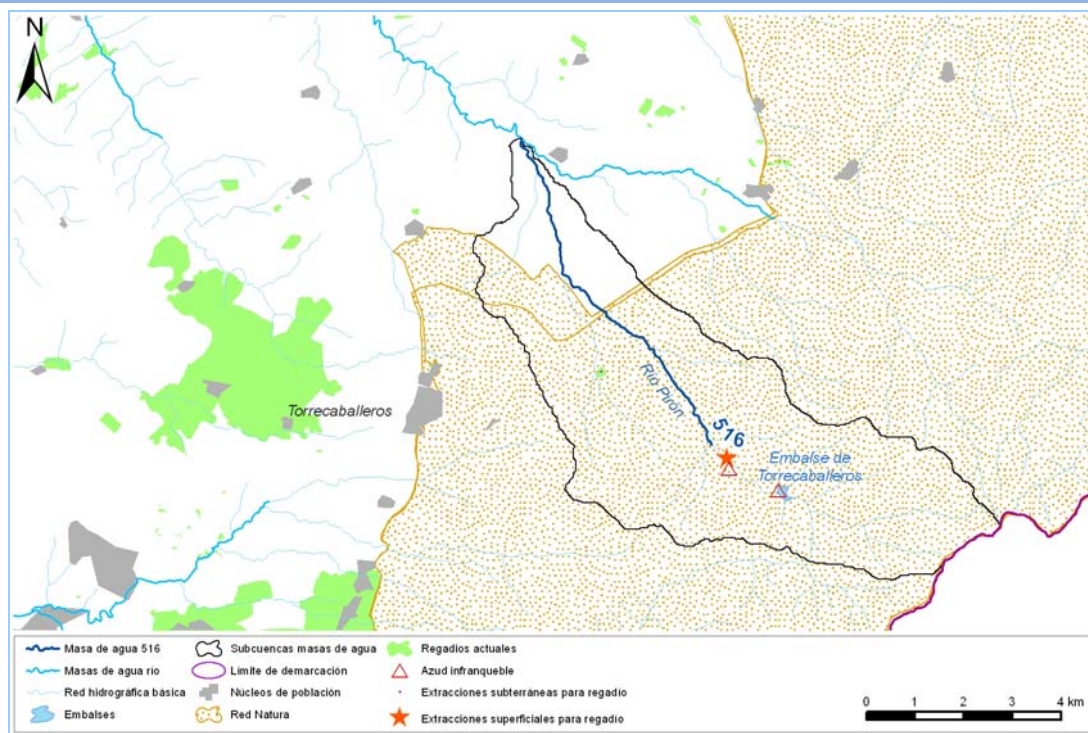 N
Torrecaballeros
Río Pirón
516
Embalse de
Torrecaballeros
Masa de agua 516
Masas de agua río
Red hidrográfica básica
Embalses
Subcuencas masas de agua
Límite de demarcación
Núcleos de población
Red Natura
Regadíos actuales
Azud infranqueble
Extracciones subterráneas para regadío
Extracciones superficiales para regadío
0 1 2 3 4 km